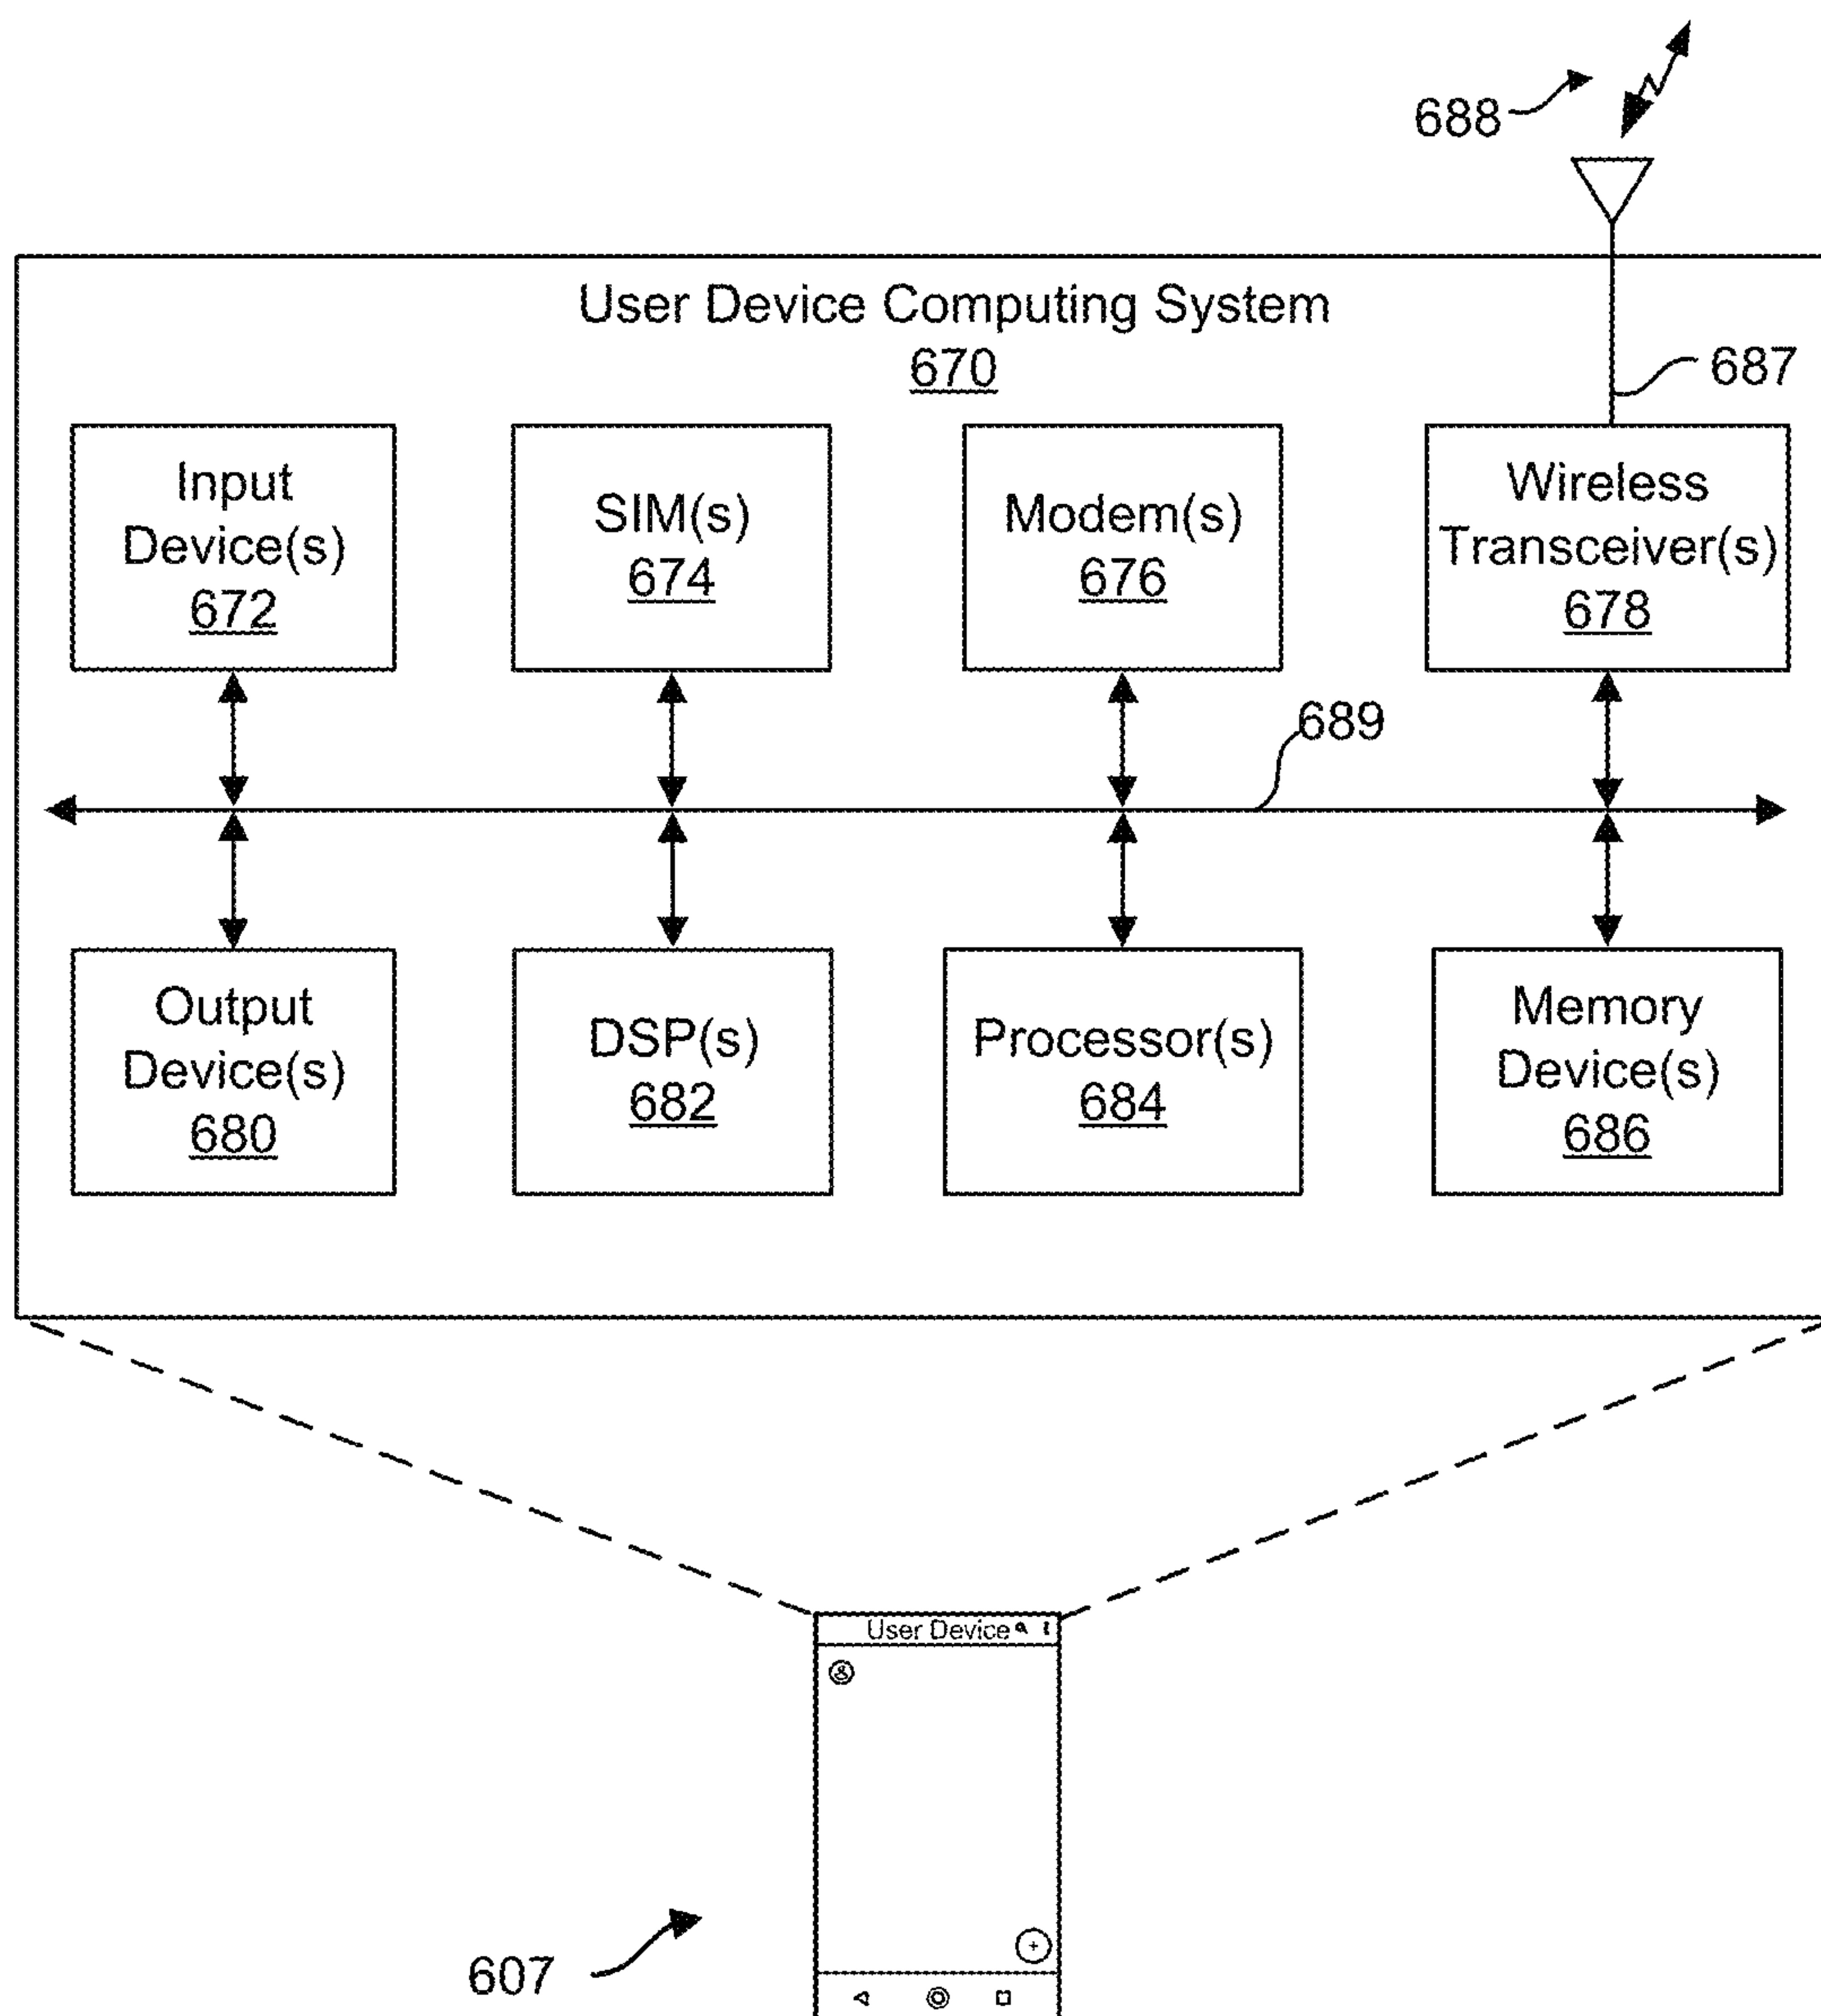 688
User Device Computing System
670
687
Input
Device(s)
672
SIM(s)
674
Modem(s)
676
Wireless
Transceiver(s)
678
689
Output
Device(s)
680
DSP(s)
682
Processor(s)
684
Memory
Device(s)
686
User Device
607